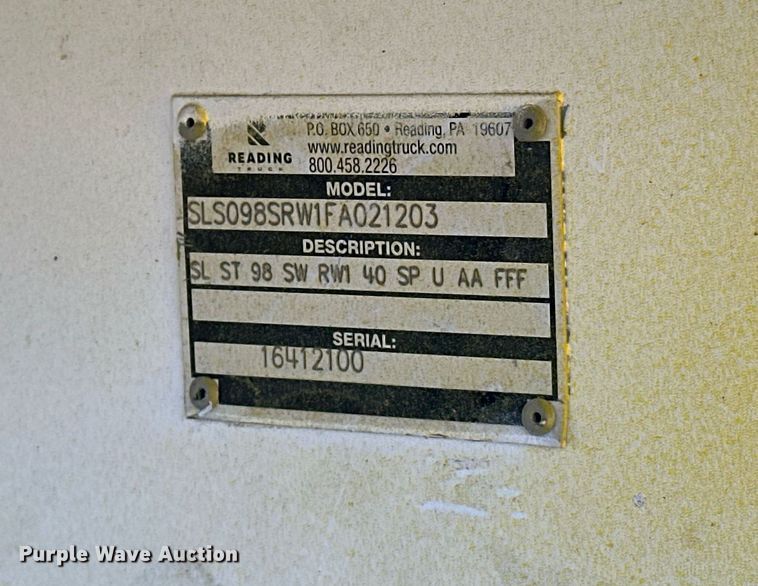 P.O. BOX 650 • Reading, PA 19607
READING
TRUCK
www.readingtruck.com
800.458.2226
MODEL:
SLS098SRW1FA021203
DESCRIPTION:
SL ST 98 SW RW1 40 SP U AA FFF
SERIAL:
16412100
Purple Wave Auction